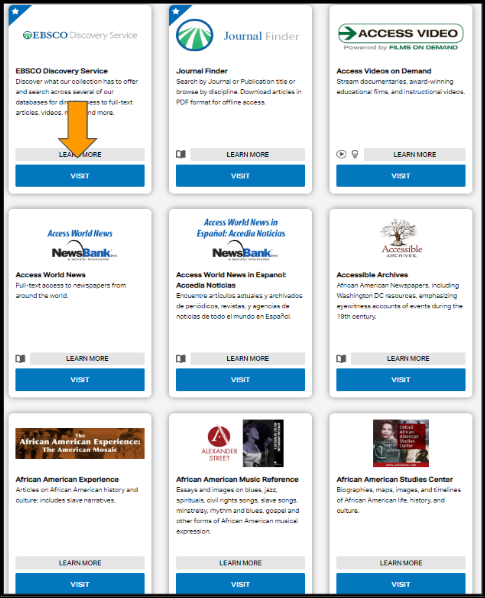 EBSCO Discovery Service
EBSCO Discovery Service
Discover what our collection has to offer
and search across several of our
databases for dir ess to full-text
articles, videos, n nd more.
LEARN MORE
VISIT
Journal Finder
Journal Finder
Search by Journal or Publication title or
browse by discipline. Download articles in
PDF format for offline access.
LEARN MORE
VISIT
ACCESS VIDEO
Powered by FILMS ON DEMAND
Access Videos on Demand
Stream documentaries, award-winning
educational films, and instructional videos.
LEARN MORE
VISIT
Access World News
NewsBank
Access World News
Full-text access to newspapers from
around the world.
LEARN MORE
VISIT
Access World News in
Español: Accedia Noticias
NewsBank
Access World News in Espanol:
Accedia Noticias
Encuentre artículos actuales y archivados
de periódicos, revistas, y agencias de
noticias de todo el mundo en Español.
LEARN MORE
VISIT
Accessible
ARCHIVES
Accessible Archives
African American Newspapers, including
Washington DC resources, emphasizing
eyewitness accounts of events during the
19th century.
LEARN MORE
VISIT
The
African American Experience:
The American Mosaic
African American Experience
Articles on African American history and
culture; includes slave narratives.
LEARN MORE
VISIT
ALEXANDER
STREET
African American Music Reference
Essays and images on blues, jazz,
spirituals, civil rights songs, slave songs,
minstrelsy, rhythm and blues, gospel and
other forms of African American musical
expression.
LEARN MORE
VISIT
Oxford
African
American
Studies
Center
African American Studies Center
Biographies, maps, images, and timelines
of African American life, history, and
culture.
LEARN MORE
VISIT